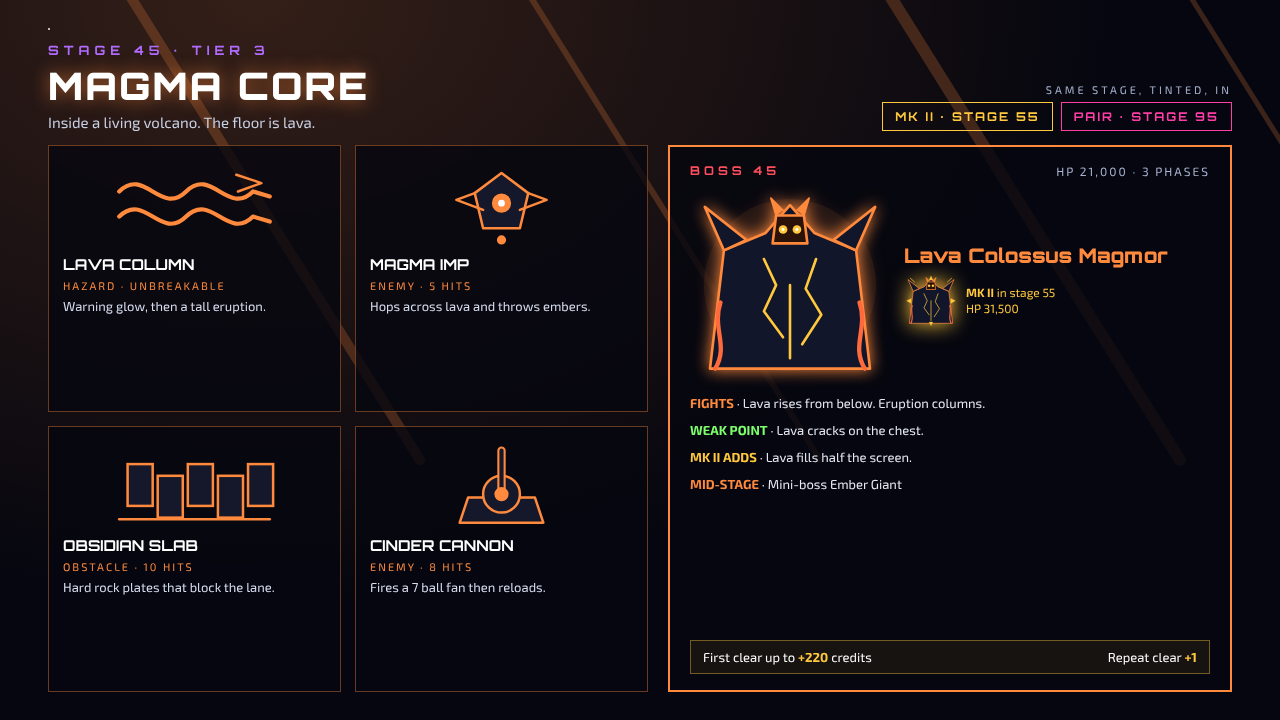 STAGE 45 · TIER 3
MAGMA CORE
Inside a living volcano. The floor is lava.
SAME STAGE, TINTED, IN
MK II · STAGE 55
PAIR · STAGE 95
LAVA COLUMN
HAZARD · UNBREAKABLE
Warning glow, then a tall eruption.
MAGMA IMP
ENEMY · 5 HITS
Hops across lava and throws embers.
OBSIDIAN SLAB
OBSTACLE · 10 HITS
Hard rock plates that block the lane.
CINDER CANNON
ENEMY · 8 HITS
Fires a 7 ball fan then reloads.
BOSS 45
HP 21,000 · 3 PHASES
Lava Colossus Magmor
MK II in stage 55
HP 31,500
FIGHTS · Lava rises from below. Eruption columns.
WEAK POINT · Lava cracks on the chest.
MK II ADDS · Lava fills half the screen.
MID-STAGE · Mini-boss Ember Giant
First clear up to +220 credits
Repeat clear +1